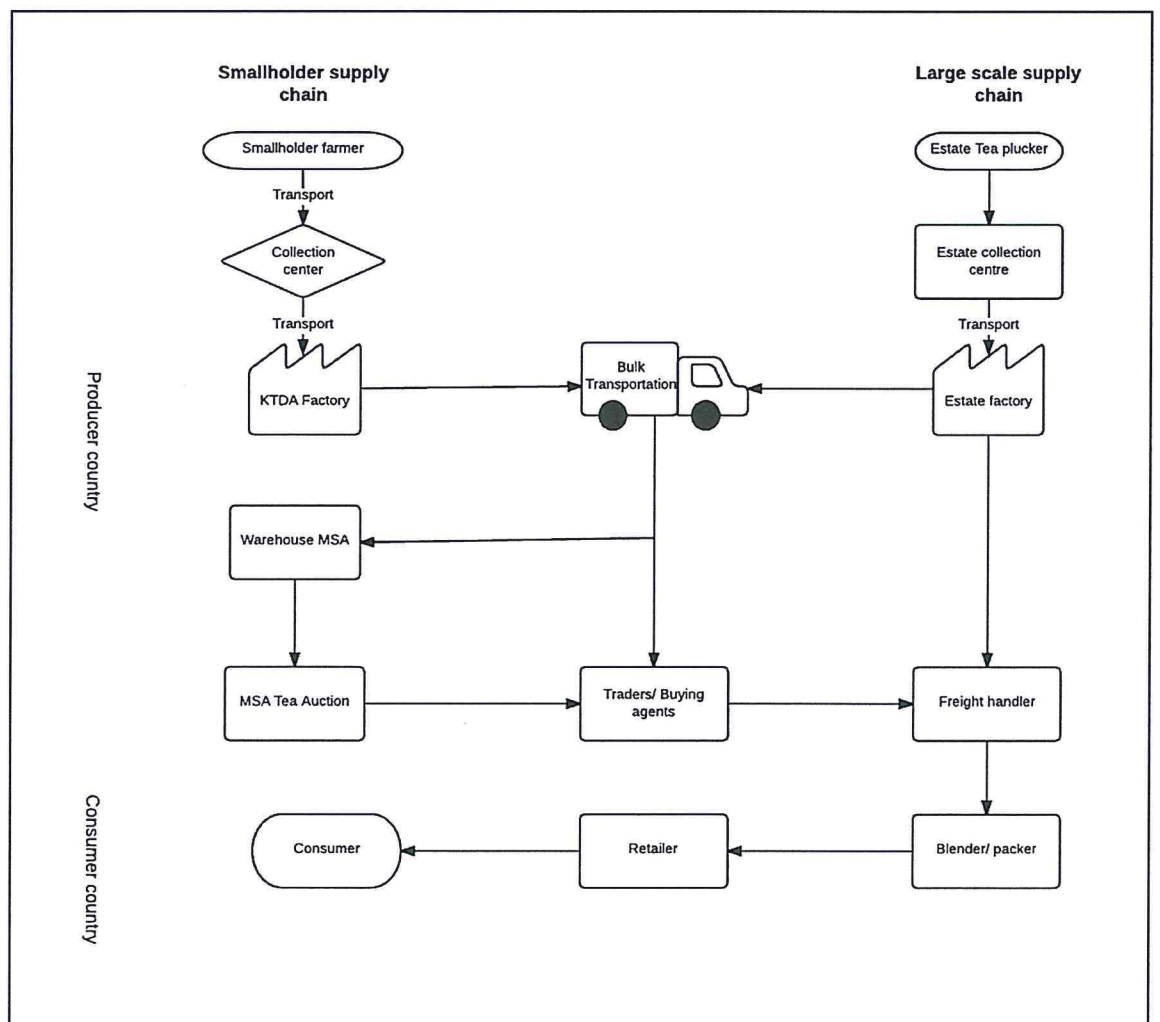 Smallholder supply
chain
Large scale supply
chain
Smallholder farmer
Estate Tea plucker
Transport
Collection
center
Estate collection
centre
Transport
Transport
KTDA Factory
Bulk
Transportation
Estate factory
Producer country
Warehouse MSA
MSA Tea Auction
Traders/ Buying
agents
Freight handler
Consumer country
Consumer
Retailer
Blender/ packer